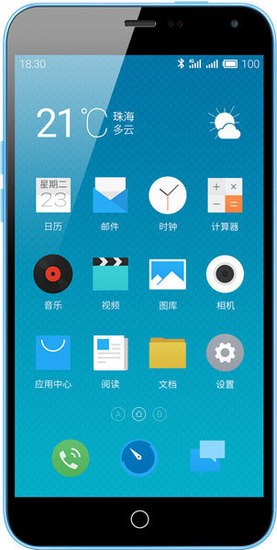 18:30 100
21℃ 珠海
多云
星期二
23
日历 邮件 时钟 计算器
音乐 视频 图库 相机
应用中心 阅读 文档 设置
A B